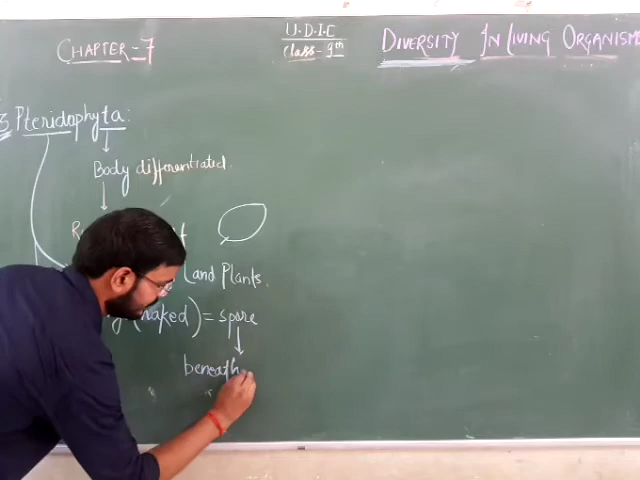 CHAPTER-7
U.D.I.C
Class-9th
DIVERSITY IN LIVING ORGANISMS
3 Pteridophyta:
Body differentiated.
Land Plants.
(naked) = spore
beneath